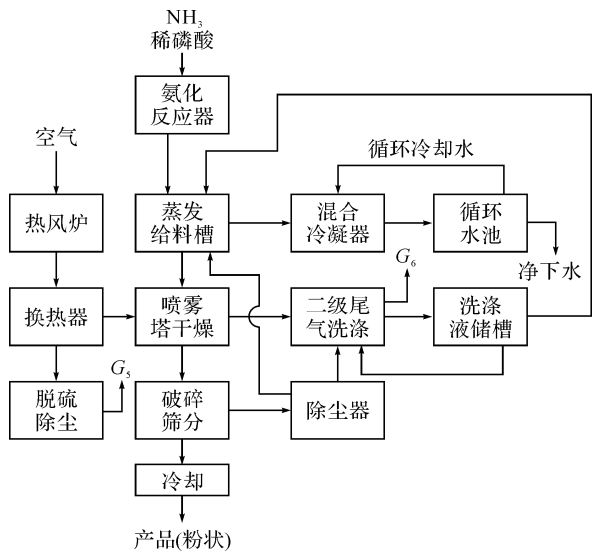 NH₃
稀磷酸
氨化
反应器
空气
循环冷却水
热风炉
蒸发
给料槽
混合
冷凝器
循环
水池
G₆
净下水
换热器
喷雾
塔干燥
二级尾
气洗涤
洗涤
液储槽
G₅
脱硫
除尘
破碎
筛分
除尘器
冷却
产品(粉状)